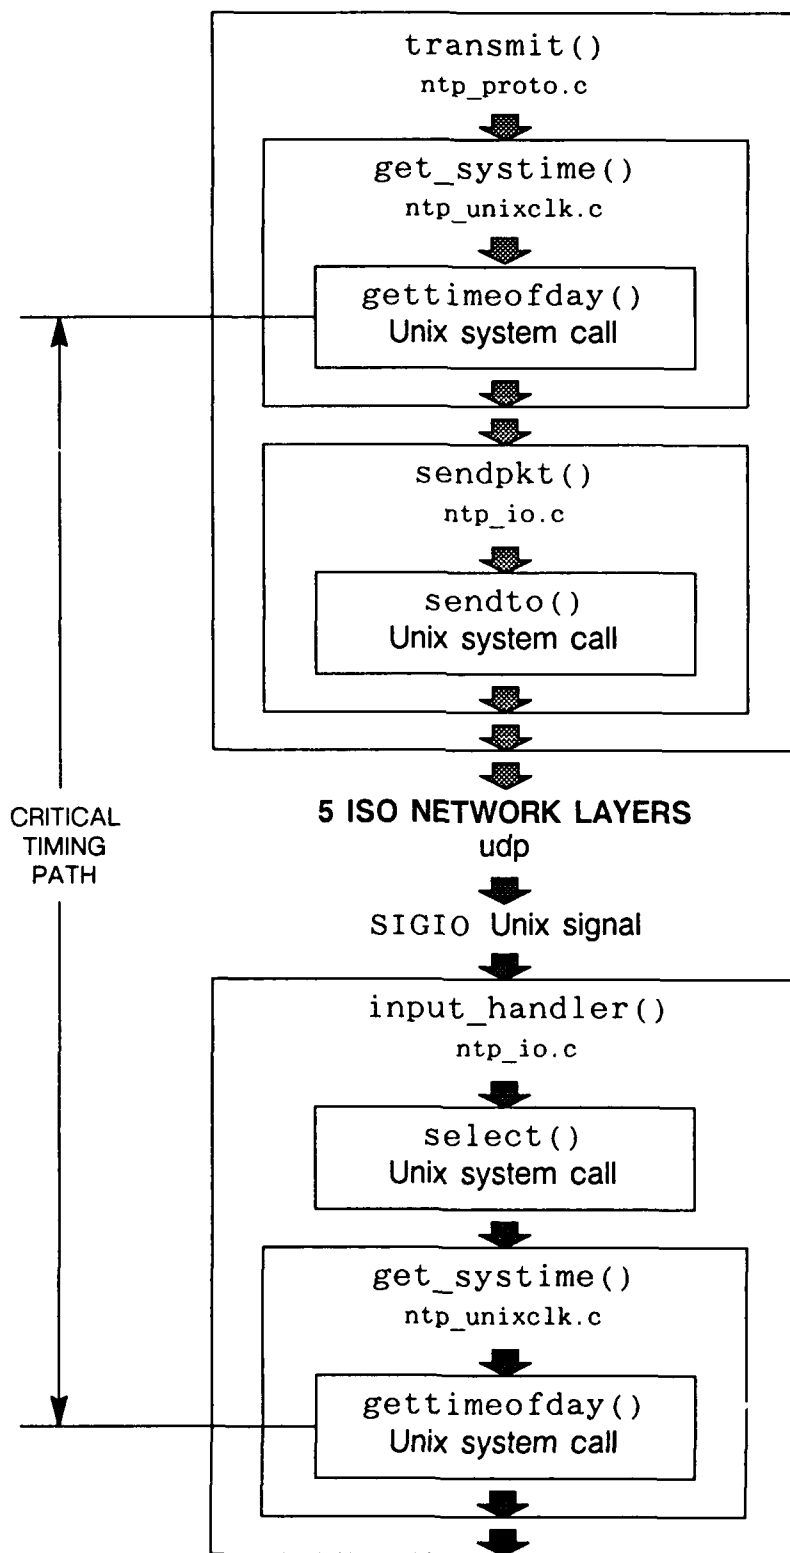 transmit()
ntp_proto.c
get_systime()
ntp_unixclk.c
gettimeofday()
Unix system call
sendpkt()
ntp_io.c
sendto()
Unix system call
CRITICAL
TIMING
PATH
5 ISO NETWORK LAYERS
udp
SIGIO Unix signal
input_handler()
ntp_io.c
select()
Unix system call
get_systime()
ntp_unixclk.c
gettimeofday()
Unix system call